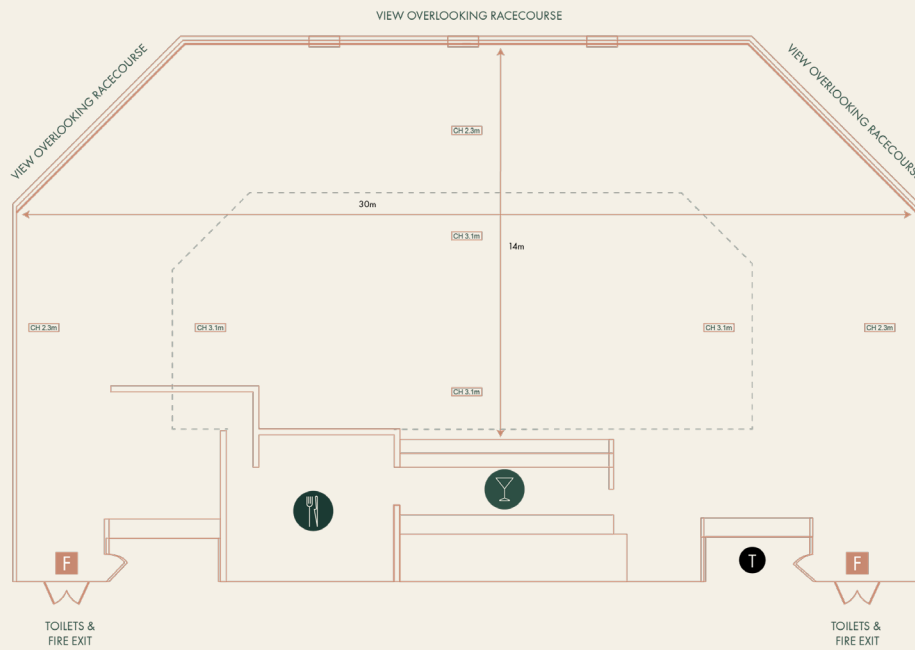 VIEW OVERLOOKING RACECOURSE
VIEW OVERLOOKING RACECOURSE
VIEW OVERLOOKING RACECOURSE
CH 2.3m
30m
CH 3.1m
14m
CH 2.3m
CH 3.1m
CH 3.1m
CH 2.3m
CH 3.1m
F
T
F
TOILETS &
FIRE EXIT
TOILETS &
FIRE EXIT